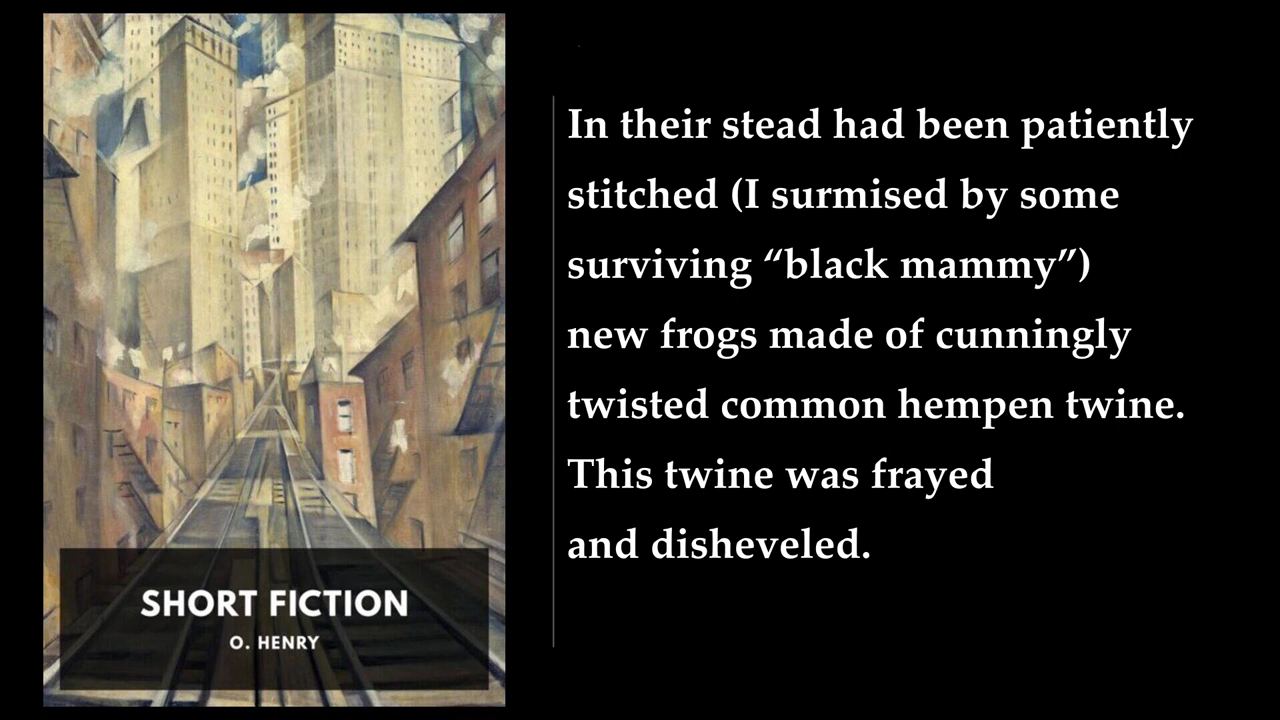 In their stead had been patiently
stitched (I surmised by some
surviving “black mammy”)
new frogs made of cunningly
twisted common hempen twine.
This twine was frayed
and disheveled.
SHORT FICTION
O. HENRY